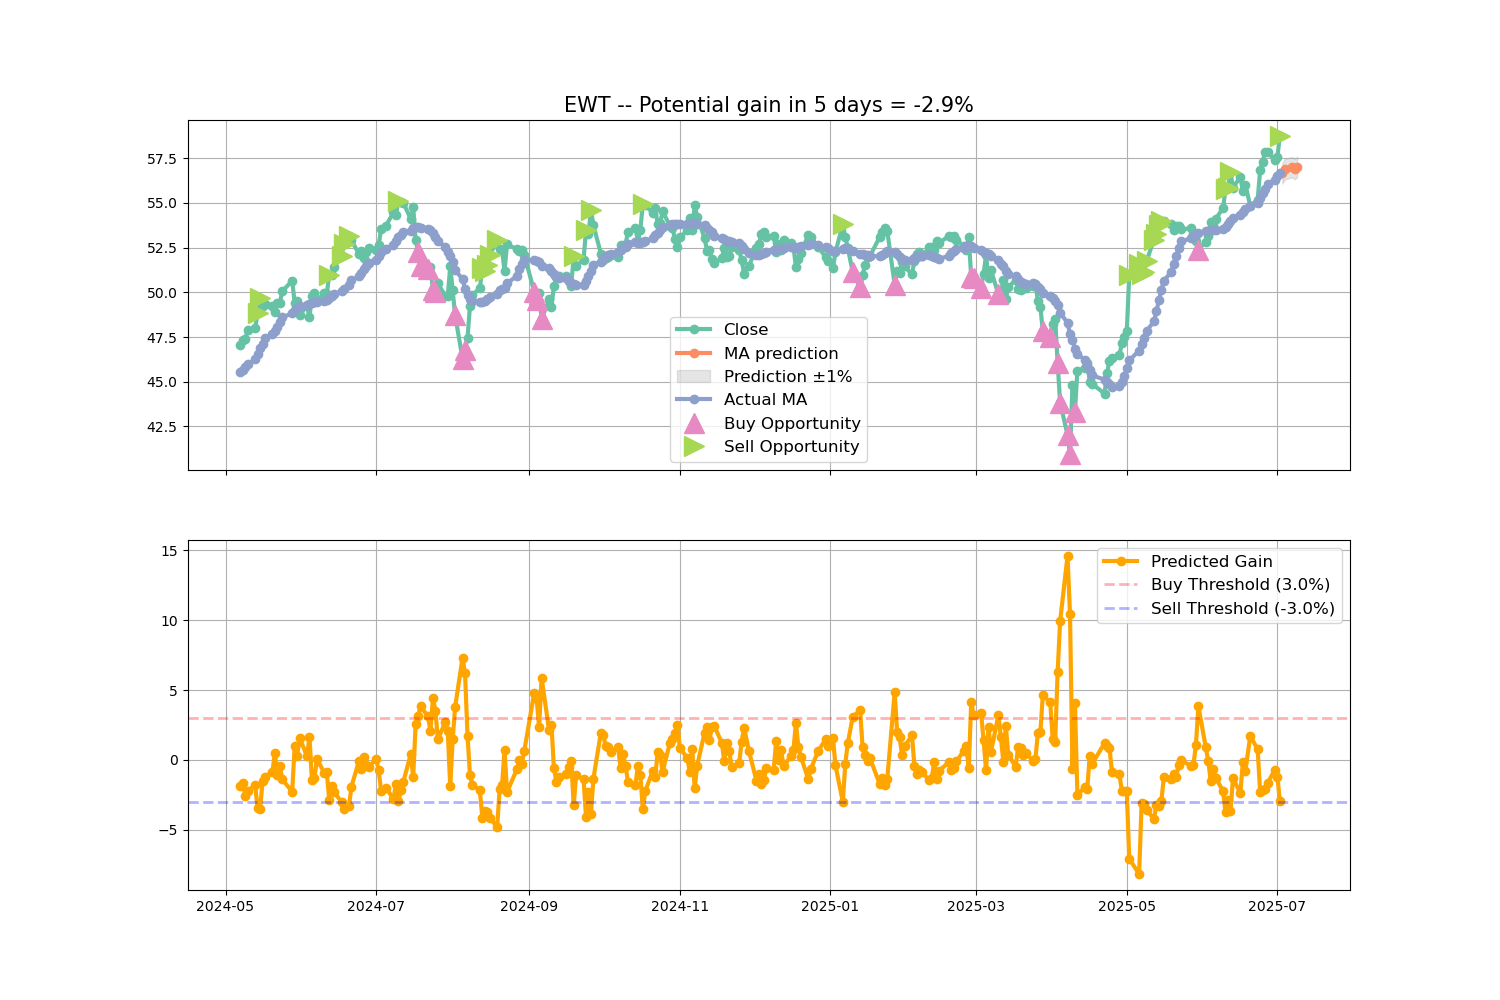 EWT -- Potential gain in 5 days = -2.9%
57.5
55.0
52.5
50.0
47.5
45.0
42.5
Close
MA prediction
Prediction ±1%
Actual MA
Buy Opportunity
Sell Opportunity
15
10
5
0
−5
Predicted Gain
Buy Threshold (3.0%)
Sell Threshold (-3.0%)
2024-05
2024-07
2024-09
2024-11
2025-01
2025-03
2025-05
2025-07